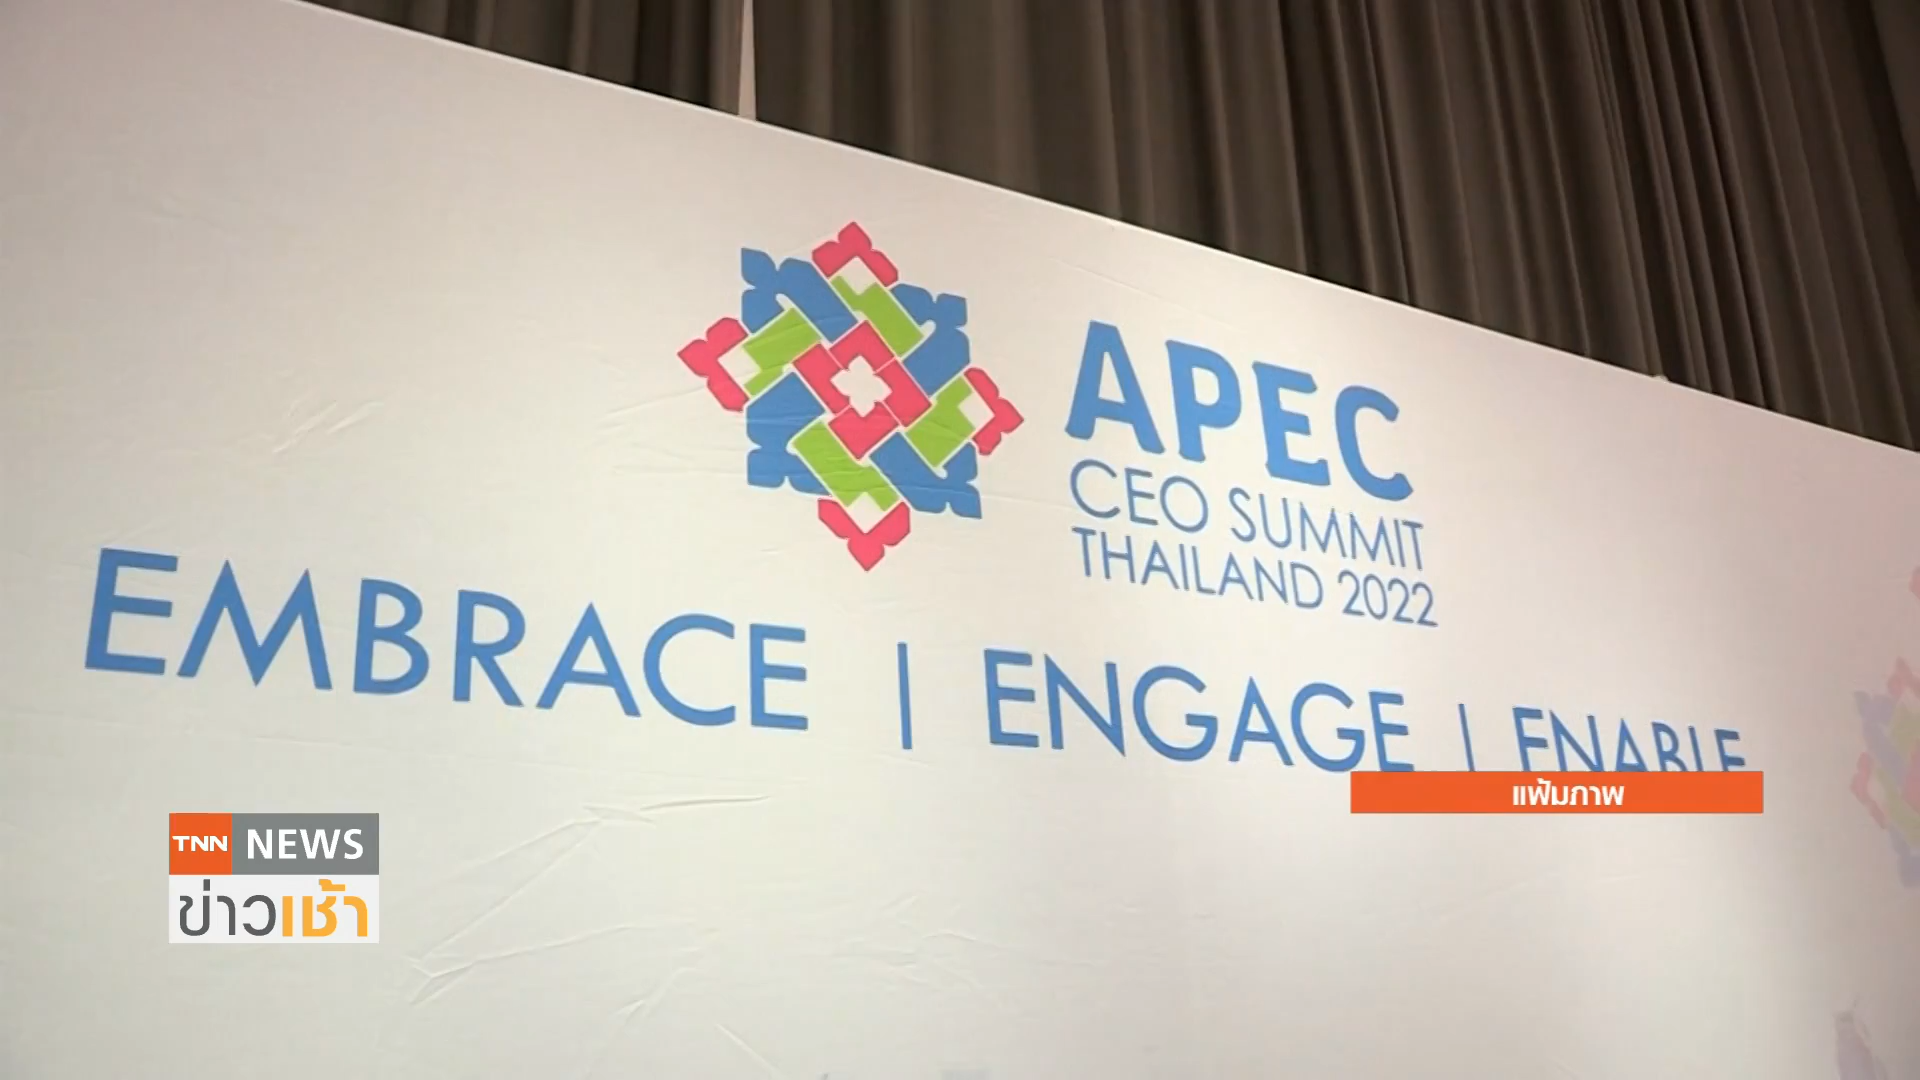 APEC
CEO SUMMIT
THAILAND 2022
EMBRACE | ENGAGE | ENABLE
แฟ้มภาพ
TNN NEWS
ข่าวเช้า